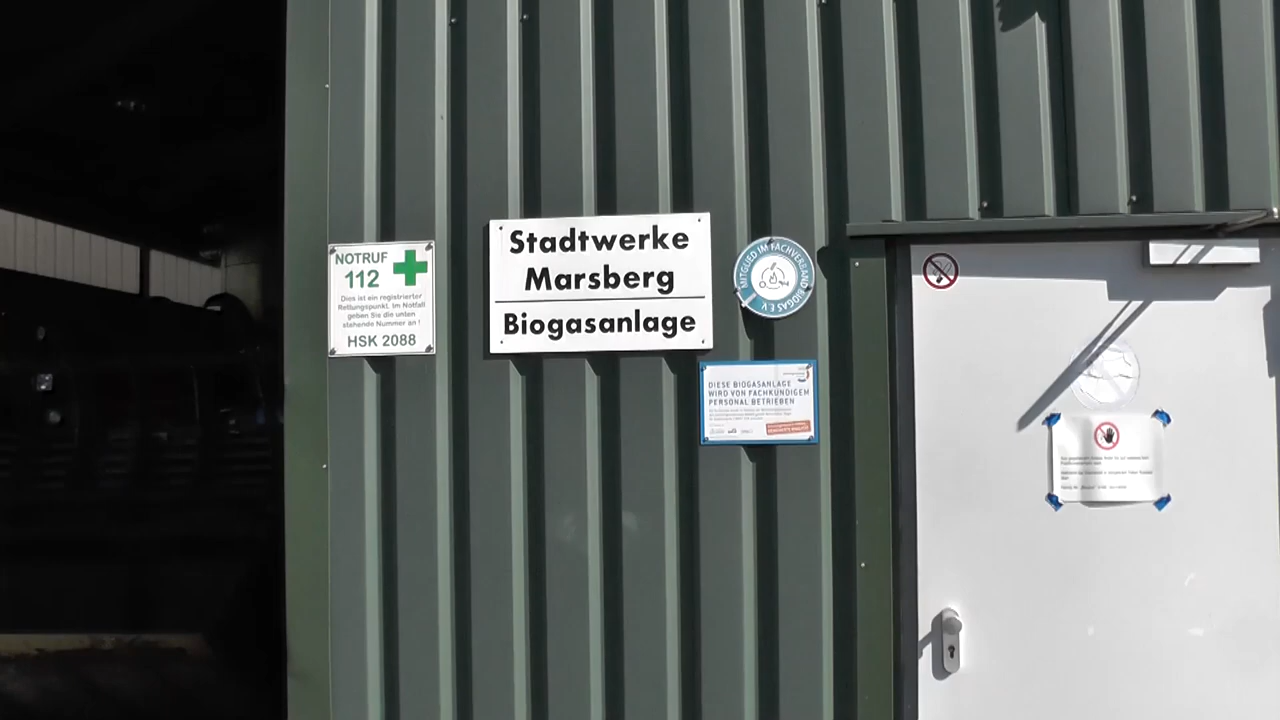 NOTRUF
112
Dies ist ein registrierter
Rettungspunkt. Im Notfall
geben Sie die unten
stehende Nummer an !
HSK 2088
Stadtwerke
Marsberg
Biogasanlage
MITGLIED IM FACHVERBAND BIOGAS E.V.
DIESE BIOGASANLAGE
WIRD VON FACHKUNDIGEM
PERSONAL BETRIEBEN